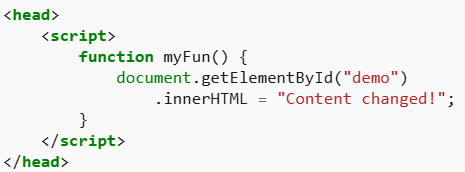 <head>
    <script>
        function myFun() {
            document.getElementById("demo")
                .innerHTML = "Content changed!";
        }
    </script>
</head>